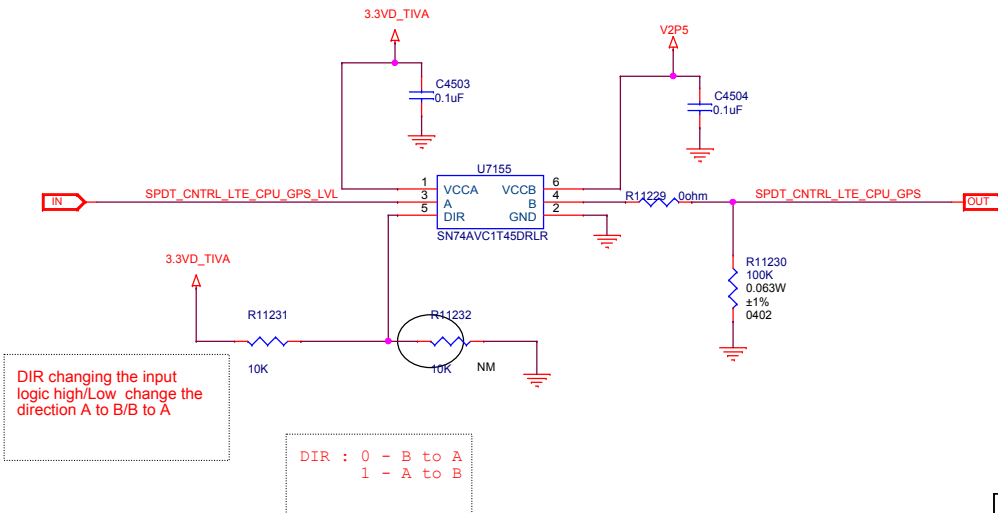 3.3VD_TIVA
V2P5
C4503
0.1uF
C4504
0.1uF
U7155
IN
SPDT_CNTRL_LTE_CPU_GPS_LVL
1
3
5
VCCA
A
DIR
VCCB
B
GND
6
4
2
SN74AVC1T45DRLR
R11229
0ohm
SPDT_CNTRL_LTE_CPU_GPS
OUT
3.3VD_TIVA
R11230
100K
0.063W
±1%
0402
R11231
10K
R11232
10K
NM
DIR changing the input
logic high/Low change the
direction A to B/B to A
DIR : 0 - B to A
1 - A to B